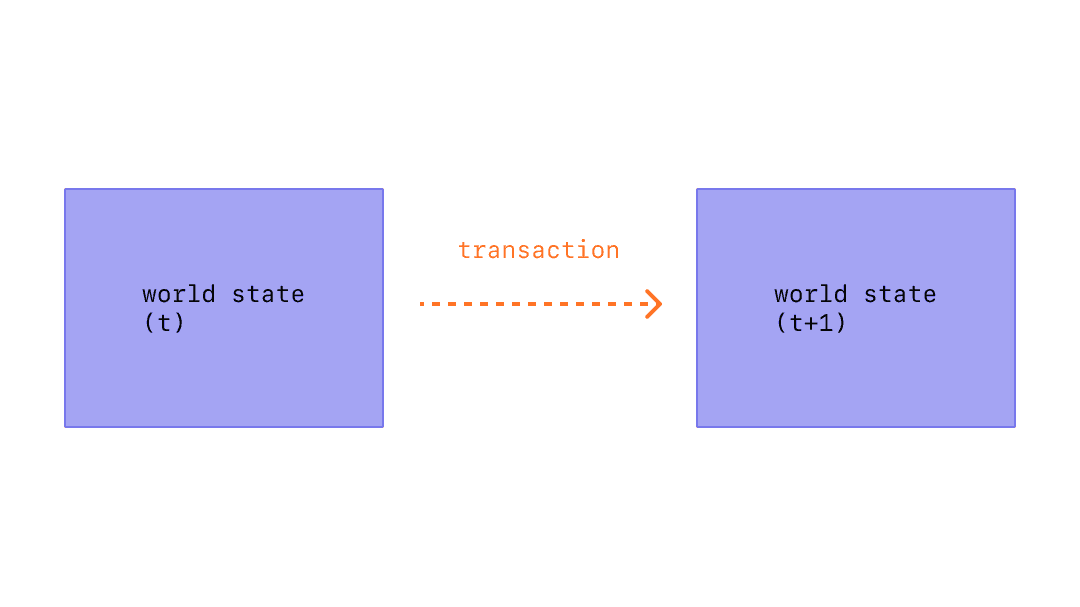 world state
(t)
transaction
world state
(t+1)